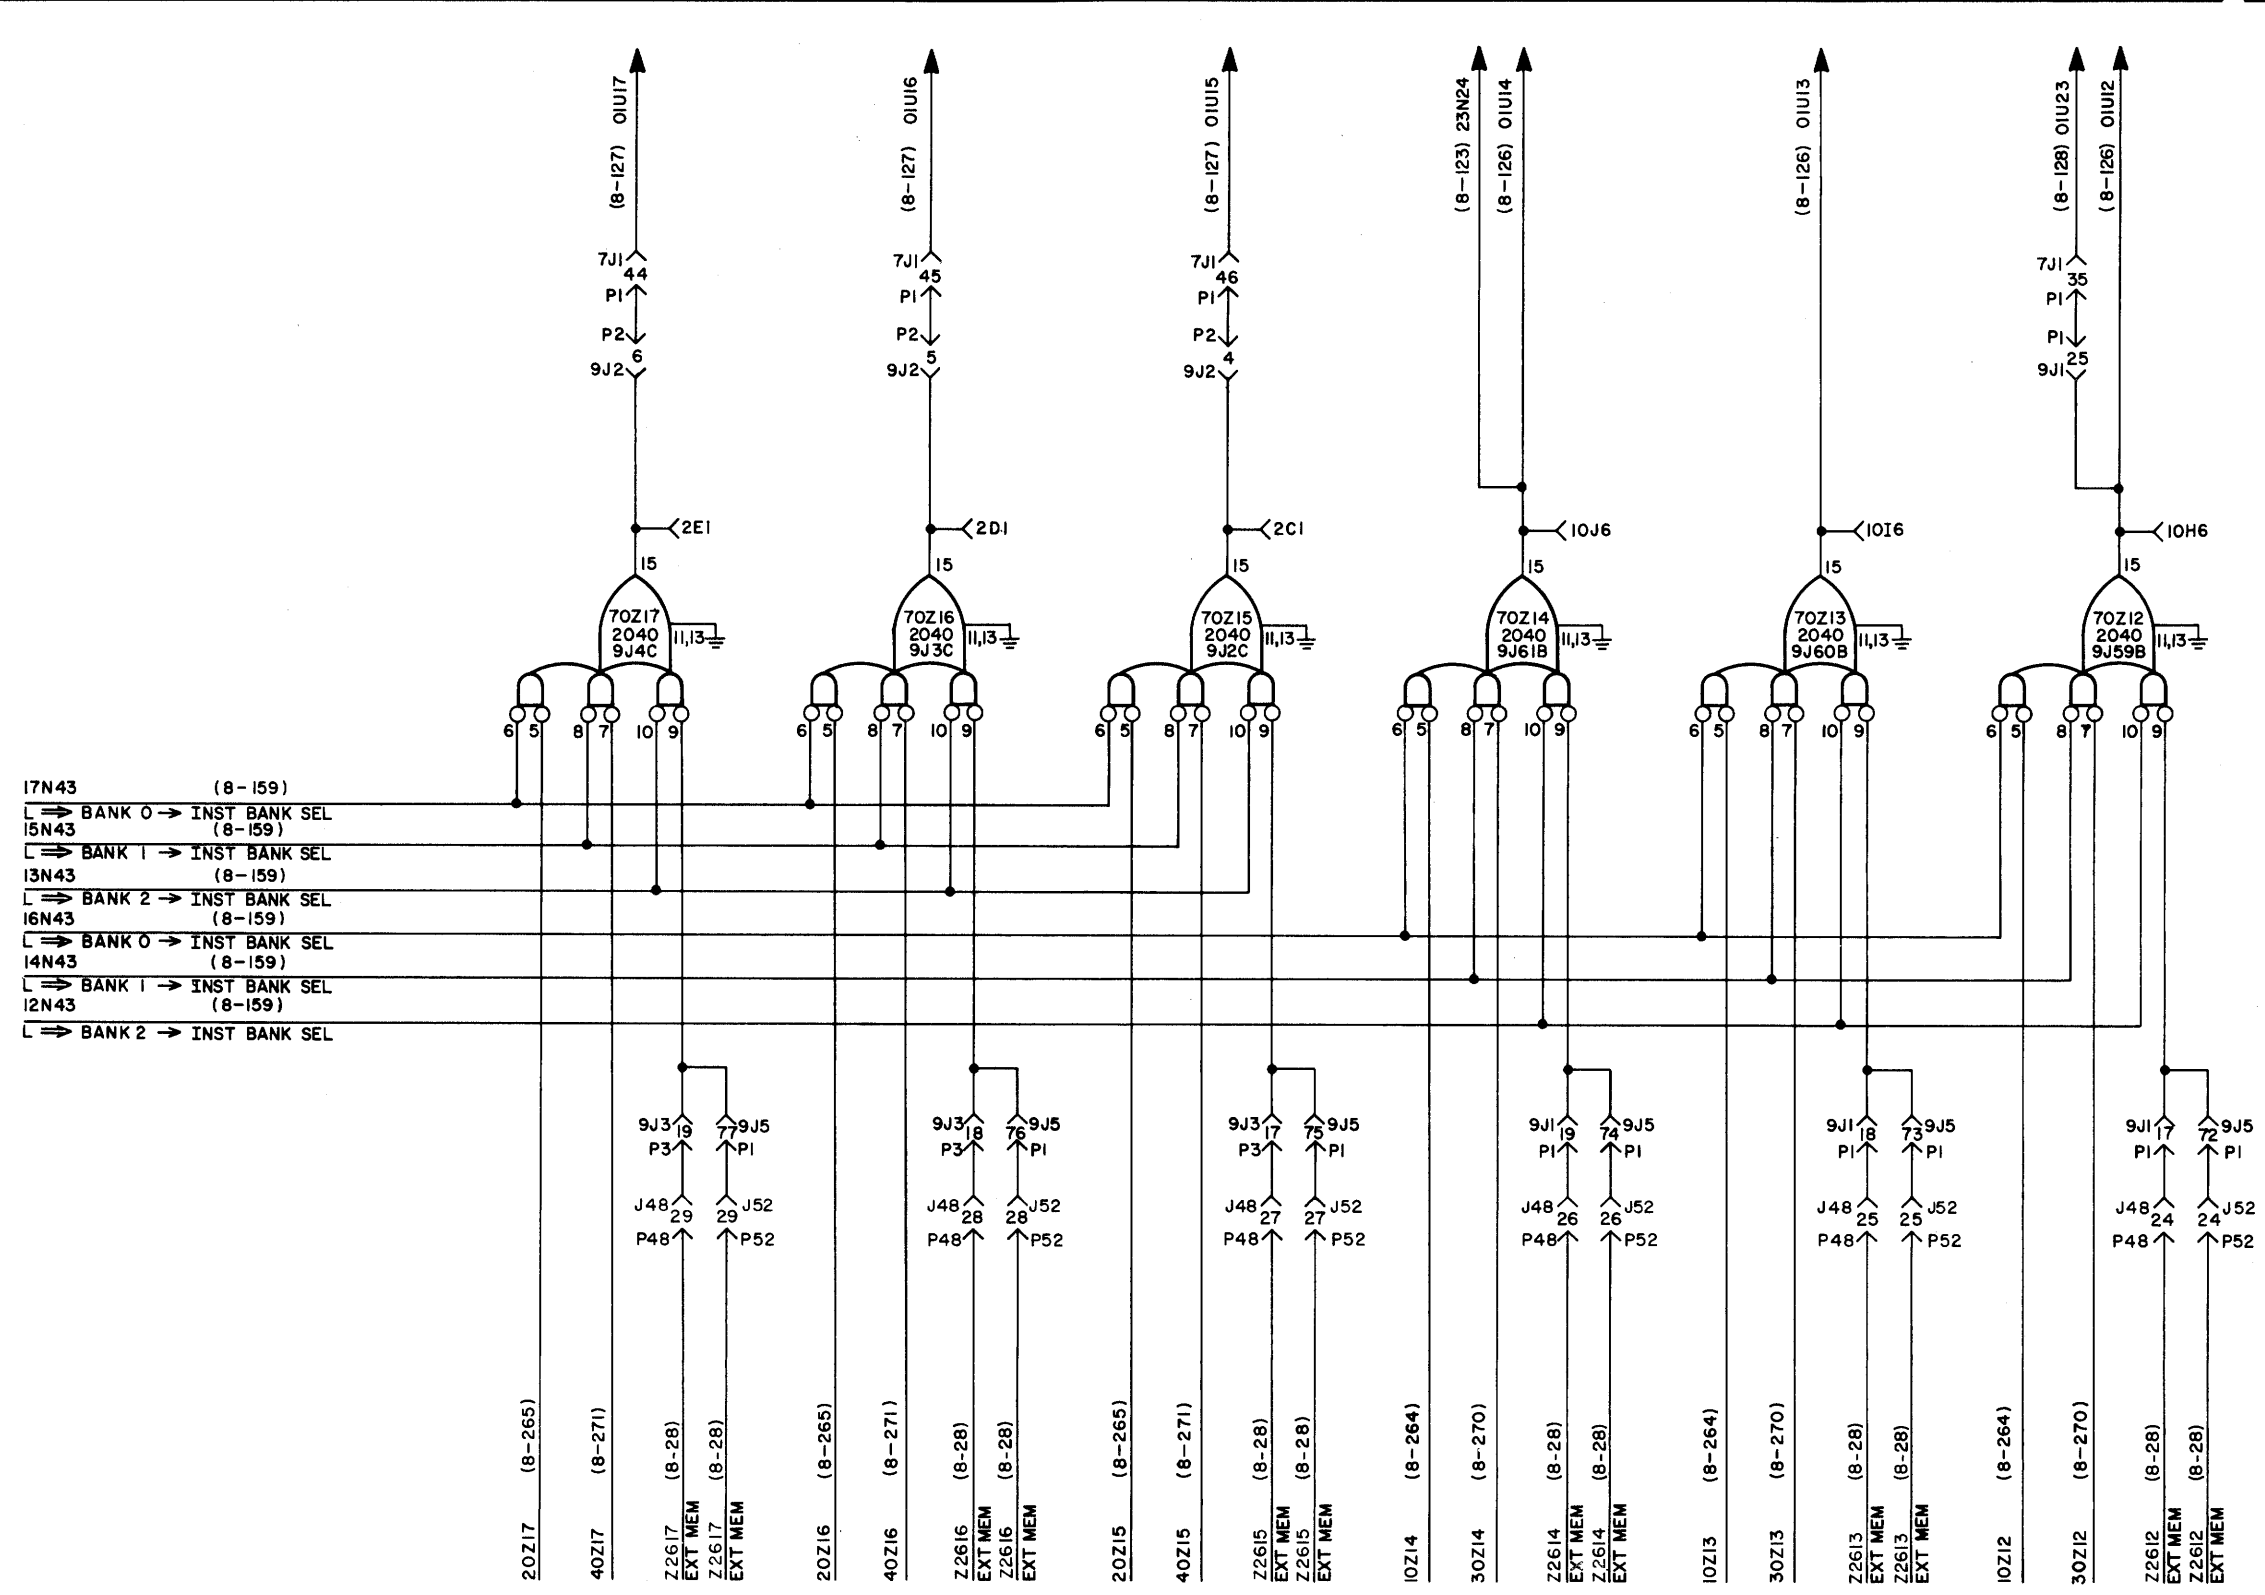 (8-127) 01U17
(8-127) 01U16
(8-127) 01U15
(8-123) 23N24
(8-126) 01U14
(8-126) 01U13
(8-128) 01U23
(8-126) 01U12
7J1
44
P1
P2
6
9J2
7J1
45
P1
P2
5
9J2
7J1
46
P1
P2
4
9J2
7J1
35
P1
P1
25
9J1
2E1
2D1
2C1
10J6
10I6
10H6
15
15
15
15
15
15
70Z17
2040
9J4C
11,13
70Z16
2040
9J3C
11,13
70Z15
2040
9J2C
11,13
70Z14
2040
9J61B
11,13
70Z13
2040
9J60B
11,13
70Z12
2040
9J59B
11,13
6 5 8 7 10 9
6 5 8 7 10 9
6 5 8 7 10 9
6 5 8 7 10 9
6 5 8 7 10 9
6 5 8 7 10 9
17N43 (8-159)
L ⇒ BANK 0 → INST BANK SEL
15N43 (8-159)
L ⇒ BANK 1 → INST BANK SEL
13N43 (8-159)
L ⇒ BANK 2 → INST BANK SEL
16N43 (8-159)
L ⇒ BANK 0 → INST BANK SEL
14N43 (8-159)
L ⇒ BANK 1 → INST BANK SEL
12N43 (8-159)
L ⇒ BANK 2 → INST BANK SEL
9J3 19 77 9J5
P3 P1
J48 29 29 J52
P48 P52
9J3 18 76 9J5
P3 P1
J48 28 28 J52
P48 P52
9J3 17 75 9J5
P3 P1
J48 27 27 J52
P48 P52
9J1 19 74 9J5
P1 P1
J48 26 26 J52
P48 P52
9J1 18 73 9J5
P1 P1
J48 25 25 J52
P48 P52
9J1 17 72 9J5
P1 P1
J48 24 24 J52
P48 P52
20Z17 (8-265)
40Z17 (8-271)
Z2617 (8-28)
EXT MEM
Z2617 (8-28)
EXT MEM
20Z16 (8-265)
40Z16 (8-271)
Z2616 (8-28)
EXT MEM
Z2616 (8-28)
EXT MEM
20Z15 (8-265)
40Z15 (8-271)
Z2615 (8-28)
EXT MEM
Z2615 (8-28)
EXT MEM
10Z14 (8-264)
30Z14 (8-270)
Z2614 (8-28)
EXT MEM
Z2614 (8-28)
EXT MEM
10Z13 (8-264)
30Z13 (8-270)
Z2613 (8-28)
EXT MEM
Z2613 (8-28)
EXT MEM
10Z12 (8-264)
30Z12 (8-270)
Z2612 (8-28)
EXT MEM
Z2612 (8-28)
EXT MEM